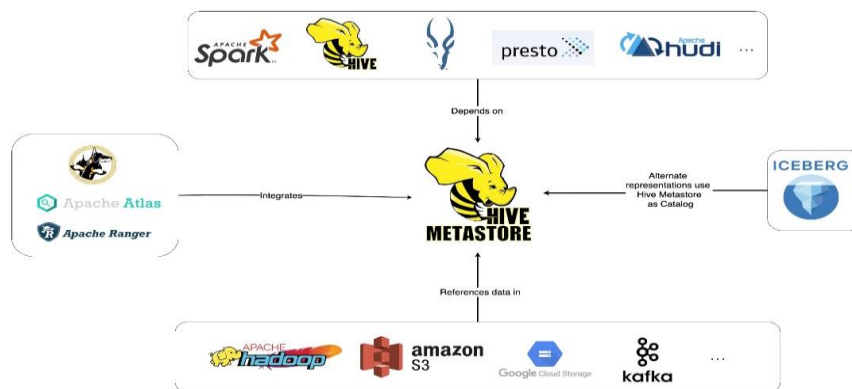 APACHE
Spark
HIVE
presto
Apache
hudi
...
Depends on
Apache Atlas
Apache Ranger
Integrates
HIVE
METASTORE
Alternate
representations use
Hive Metastore
as Catalog
ICEBERG
References data in
APACHE
hadoop
amazon
S3
Google Cloud Storage
kafka
...